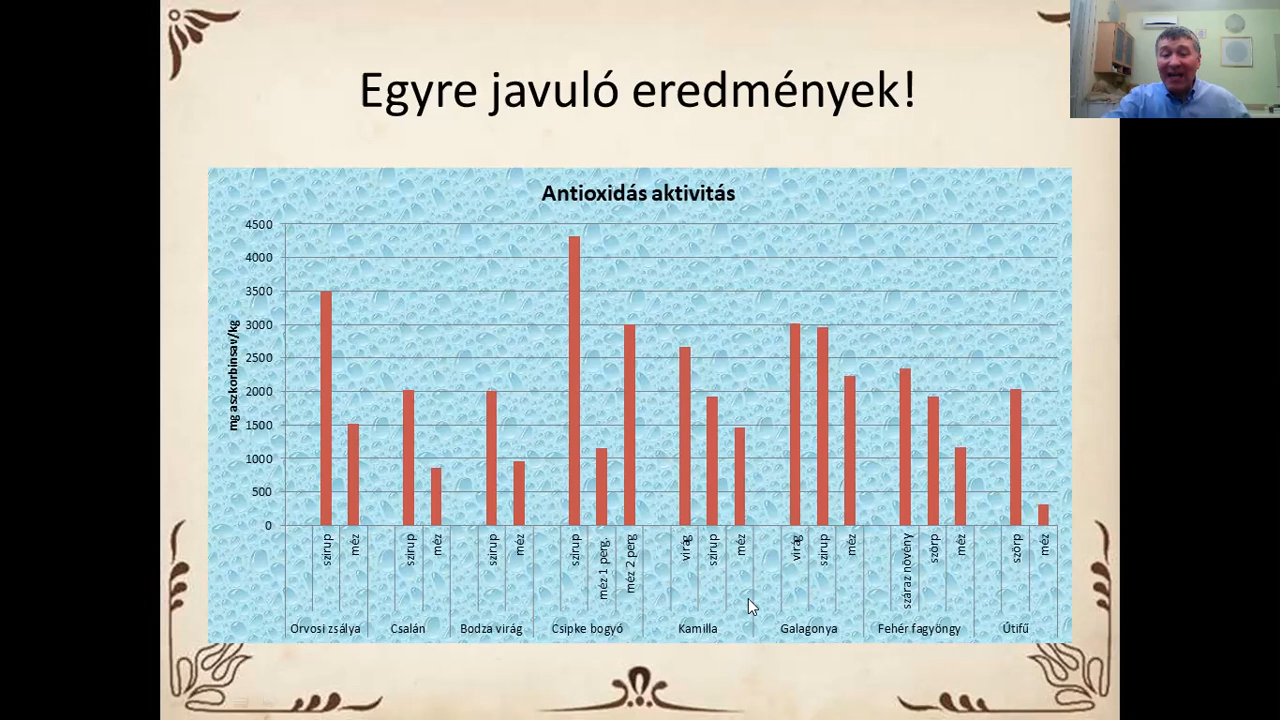 Egyre javuló eredmények!
Antioxidás aktivitás
mg aszkorbinsav/kg
4500
4000
3500
3000
2500
2000
1500
1000
500
0
szirup
méz
szirup
méz
szirup
méz
szirup
méz 1 perg
méz 2 perg
virág
szirup
méz
virág
szirup
méz
száraz növény
szörp
méz
szörp
méz
Orvosi zsálya
Csalán
Bodza virág
Csipke bogyó
Kamilla
Galagonya
Fehér fagyöngy
Útifű